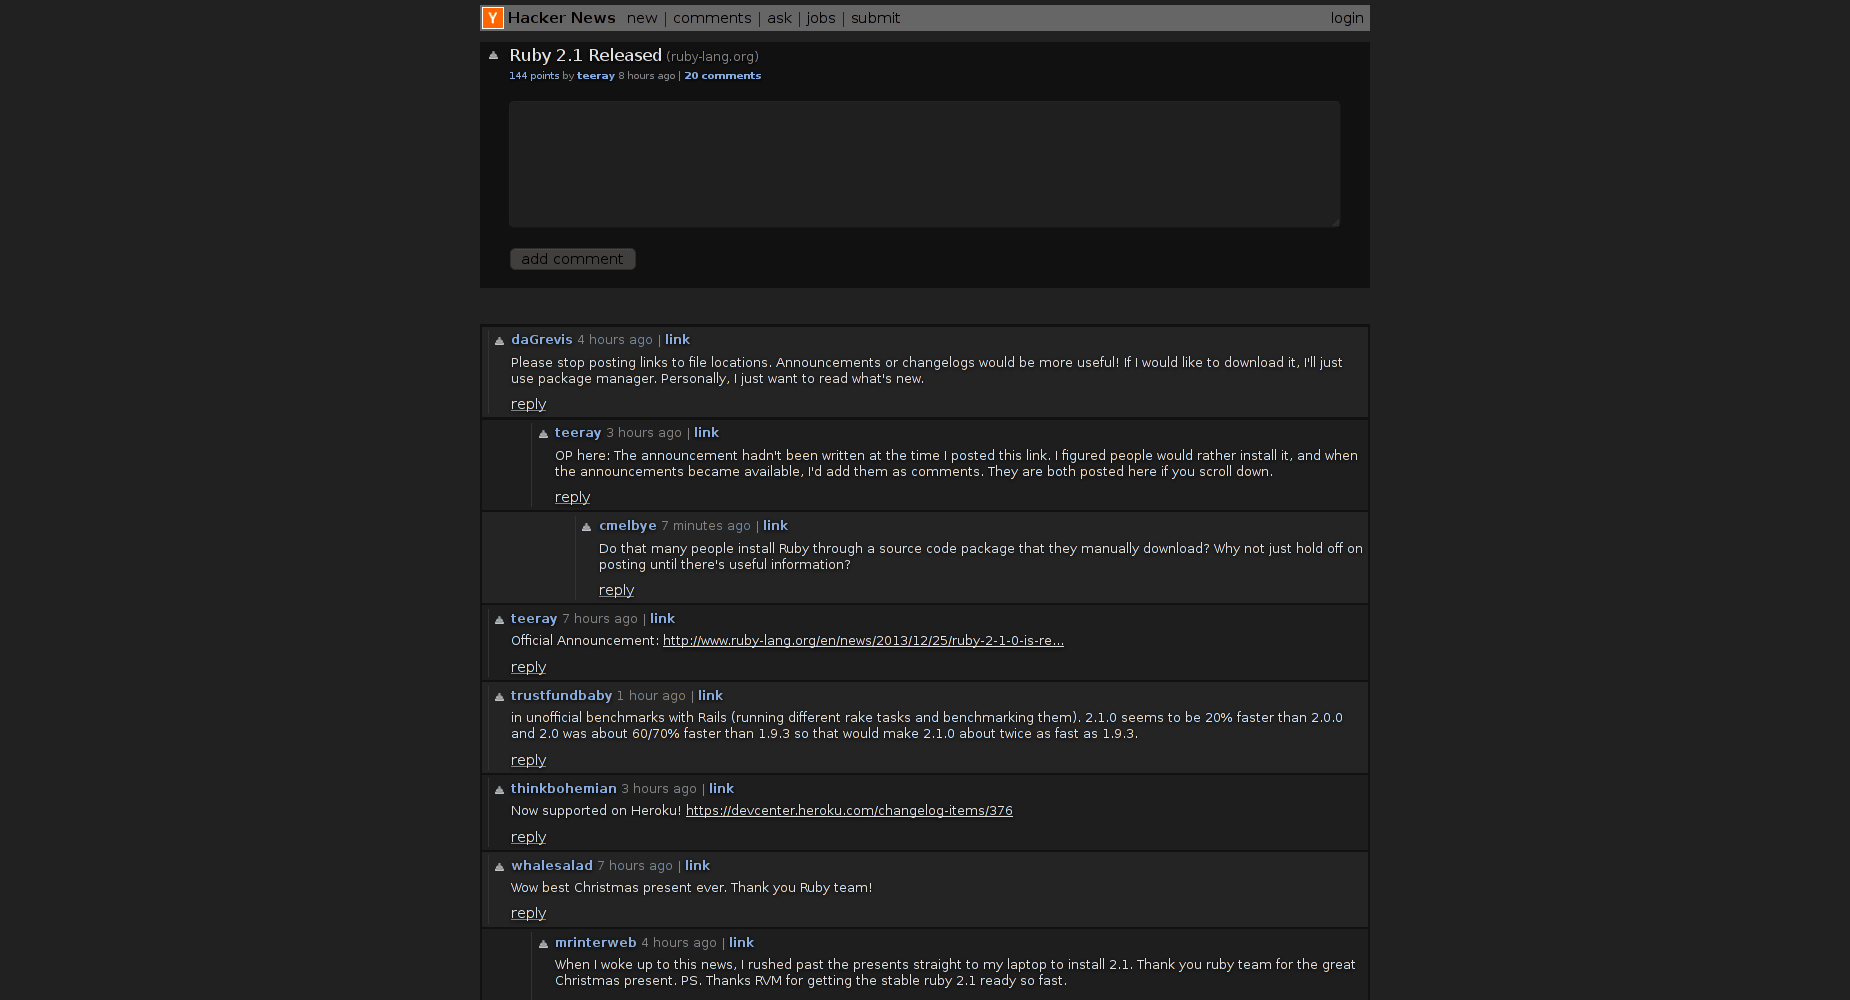 Y Hacker News new | comments | ask | jobs | submit login
Ruby 2.1 Released (ruby-lang.org)
144 points by teeray 8 hours ago | 20 comments
add comment
daGrevis 4 hours ago | link
Please stop posting links to file locations. Announcements or changelogs would be more useful! If I would like to download it, I'll just
use package manager. Personally, I just want to read what's new.
reply
teeray 3 hours ago | link
OP here: The announcement hadn't been written at the time I posted this link. I figured people would rather install it, and when
the announcements became available, I'd add them as comments. They are both posted here if you scroll down.
reply
cmelbye 7 minutes ago | link
Do that many people install Ruby through a source code package that they manually download? Why not just hold off on
posting until there's useful information?
reply
teeray 7 hours ago | link
Official Announcement: http://www.ruby-lang.org/en/news/2013/12/25/ruby-2-1-0-is-re...
reply
trustfundbaby 1 hour ago | link
in unofficial benchmarks with Rails (running different rake tasks and benchmarking them). 2.1.0 seems to be 20% faster than 2.0.0
and 2.0 was about 60/70% faster than 1.9.3 so that would make 2.1.0 about twice as fast as 1.9.3.
reply
thinkbohemian 3 hours ago | link
Now supported on Heroku! https://devcenter.heroku.com/changelog-items/376
reply
whalesalad 7 hours ago | link
Wow best Christmas present ever. Thank you Ruby team!
reply
mrinterweb 4 hours ago | link
When I woke up to this news, I rushed past the presents straight to my laptop to install 2.1. Thank you ruby team for the great
Christmas present. PS. Thanks RVM for getting the stable ruby 2.1 ready so fast.